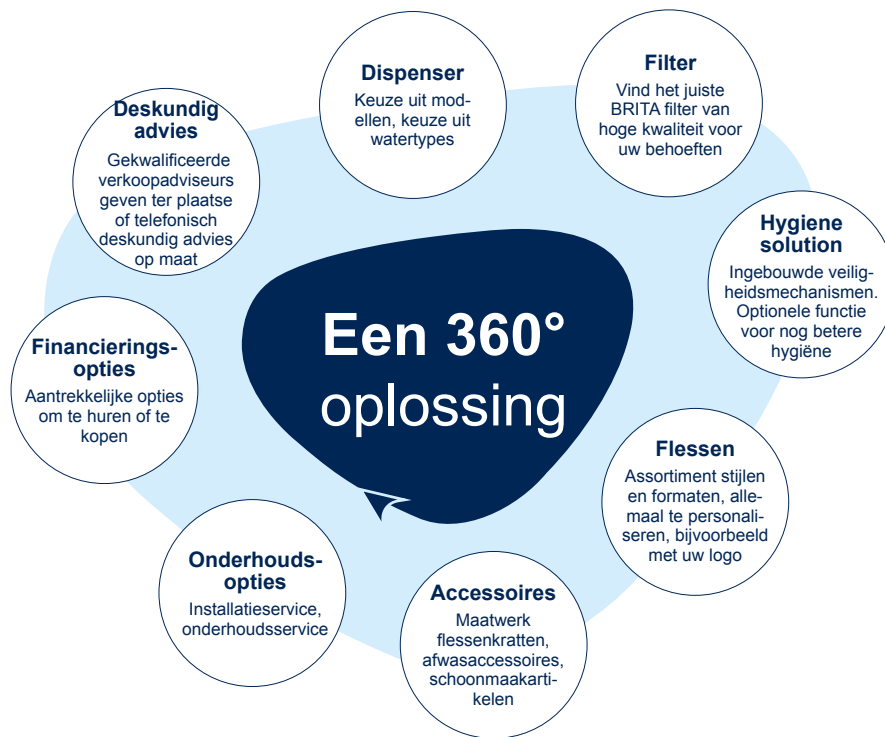 Dispenser
Keuze uit mod-
ellen, keuze uit
watertypes
Filter
Vind het juiste
BRITA filter van
hoge kwaliteit voor
uw behoeften
Deskundig
advies
Gekwalificeerde
verkoopadviseurs
geven ter plaatse
of telefonisch
deskundig advies
op maat
Hygiene
solution
Ingebouwde veilig-
heidsmechanismen.
Optionele functie
voor nog betere
hygiëne
Een 360°
oplossing
Financierings-
opties
Aantrekkelijke opties
om te huren of te
kopen
Flessen
Assortiment stijlen
en formaten, alle-
maal te personali-
seren, bijvoorbeeld
met uw logo
Onderhouds-
opties
Installatieservice,
onderhoudsservice
Accessoires
Maatwerk
flessenkratten,
afwasaccessoires,
schoonmaakarti-
kelen